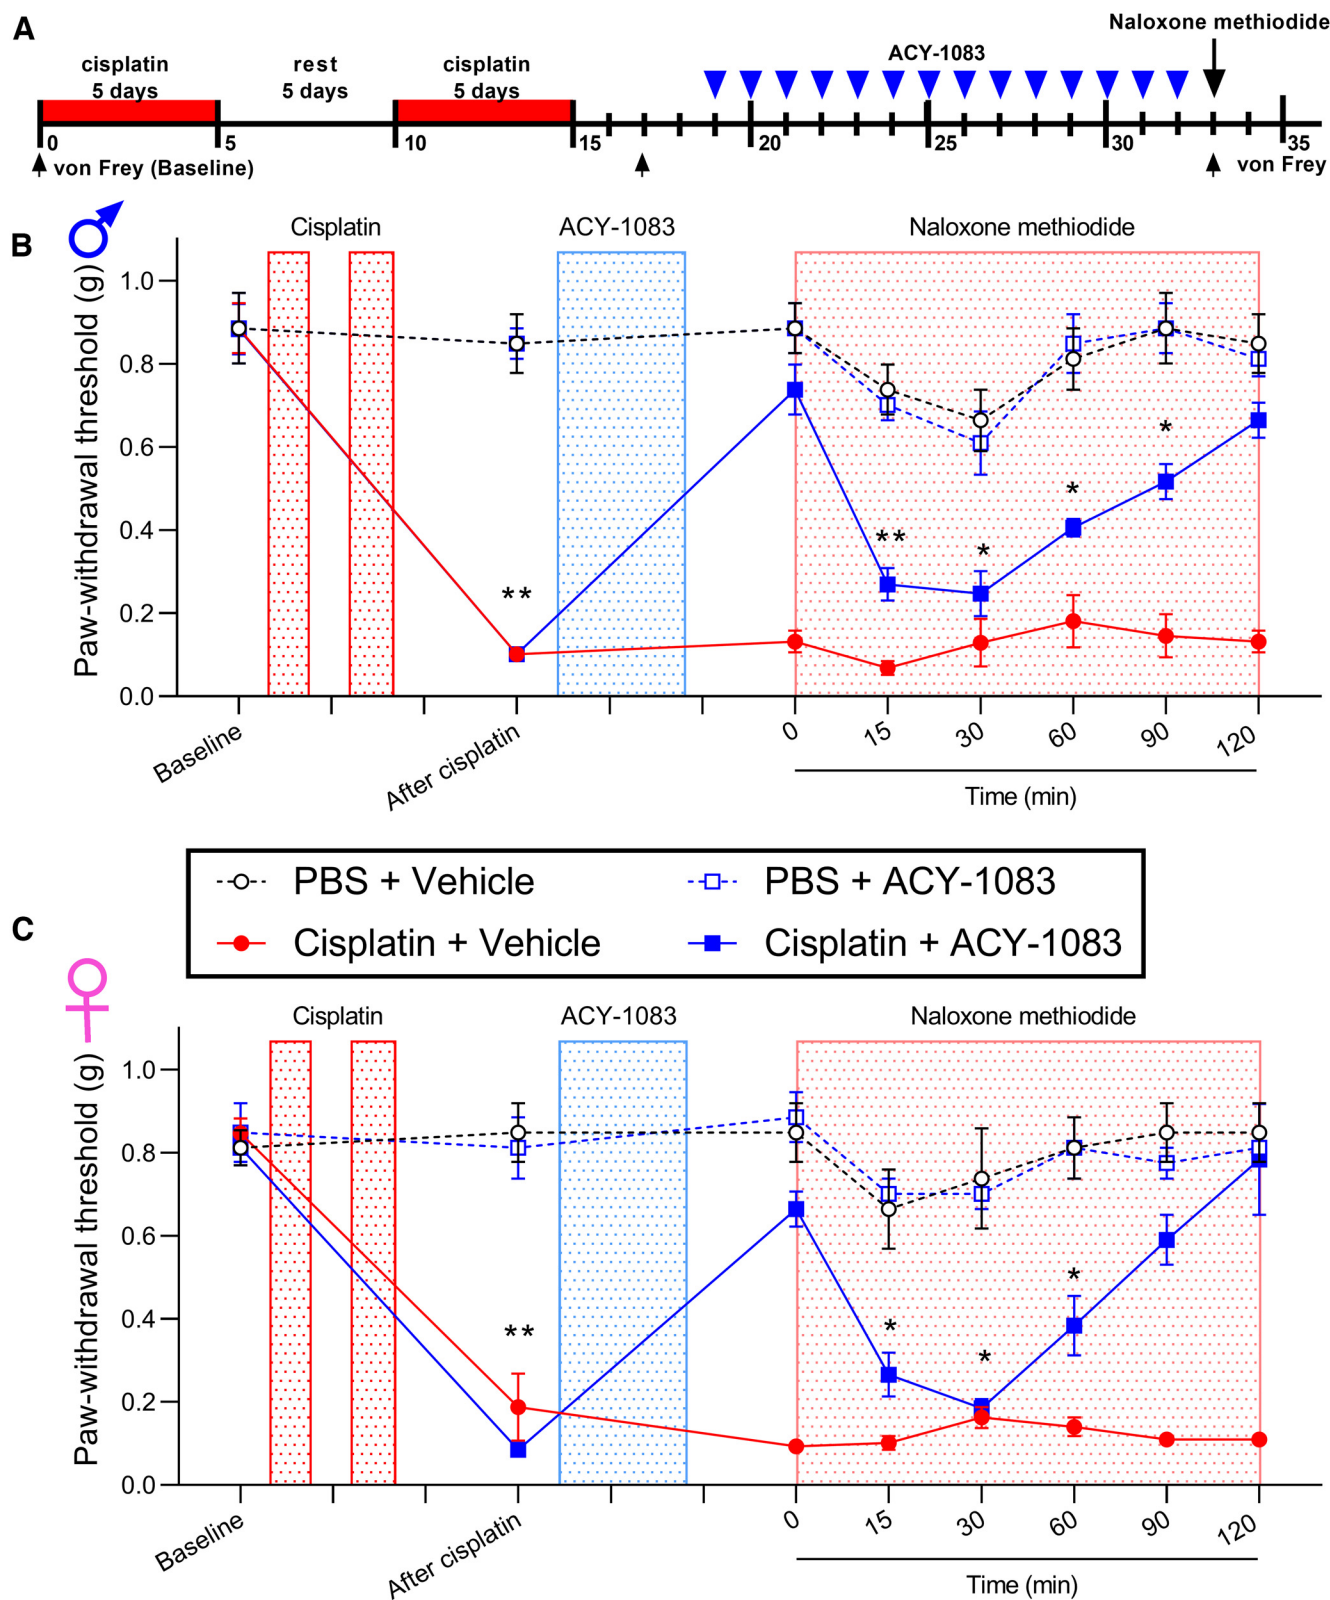 A
Naloxone methiodide
cisplatin rest cisplatin ACY-1083
5 days 5 days 5 days
0 5 10 15 20 25 30 35
von Frey (Baseline) von Frey
B
Cisplatin ACY-1083 Naloxone methiodide
Paw-withdrawal threshold (g)
1.0
0.8
0.6
*
*
0.4
** *
0.2
**
0.0
Baseline After cisplatin 0 15 30 60 90 120
Time (min)
PBS + Vehicle PBS + ACY-1083
Cisplatin + Vehicle Cisplatin + ACY-1083
C
Cisplatin ACY-1083 Naloxone methiodide
Paw-withdrawal threshold (g)
1.0
0.8
0.6
*
0.4
** * *
0.2
0.0
Baseline After cisplatin 0 15 30 60 90 120
Time (min)